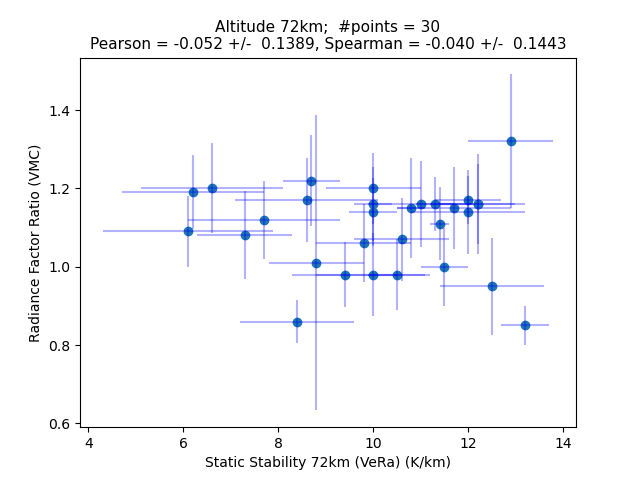 Altitude 72km;  #points = 30
Pearson = -0.052 +/-  0.1389, Spearman = -0.040 +/-  0.1443
Radiance Factor Ratio (VMC)
1.4
1.2
1.0
0.8
0.6
4 6 8 10 12 14
Static Stability 72km (VeRa) (K/km)